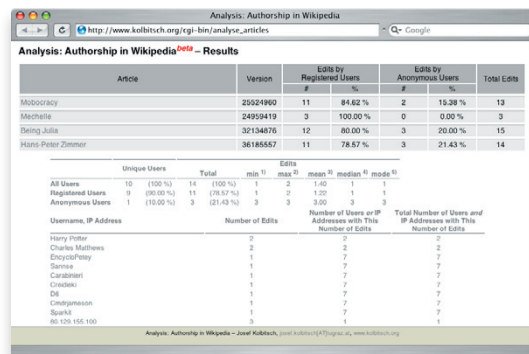 Analysis: Authorship in Wikipedia
http://www.kolbitsch.org/cgi-bin/analyse_articles
Google
Analysis: Authorship in Wikipedia beta – Results
Article Version Edits by Registered Users Edits by Anonymous Users Total Edits
# % # %
Mobocracy 25524960 11 84.62 % 2 15.38 % 13
Mechelle 24959419 3 100.00 % 0 0.00 % 3
Being Julia 32134876 12 80.00 % 3 20.00 % 15
Hans-Peter Zimmer 36185557 11 78.57 % 3 21.43 % 14
Unique Users Edits
Total min 1) max 2) mean 3) median 4) mode 5)
All Users 10 (100 %) 14 (100 %) 1 3 1.40 1 1
Registered Users 9 (90.00 %) 11 (78.57 %) 1 2 1.22 1 1
Anonymous Users 1 (10.00 %) 3 (21.43 %) 3 3 3.00 3 3
Username, IP Address Number of Edits Number of Users or IP Addresses with This Number of Edits Total Number of Users and IP Addresses with This Number of Edits
Harry Potter 2 2 2
Charles Matthews 2 2 2
EncycloPetey 1 7 7
Sannse 1 7 7
Carabinieri 1 7 7
1 7 7
D6 1 7 7
Cmdrjameson 1 7 7
Sparkit 1 7 7
80.129.155.100 3 1 1
Analysis: Authorship in Wikipedia – Josef Kolbitsch, josef.kolbitsch[AT]tugraz.at, www.kolbitsch.org